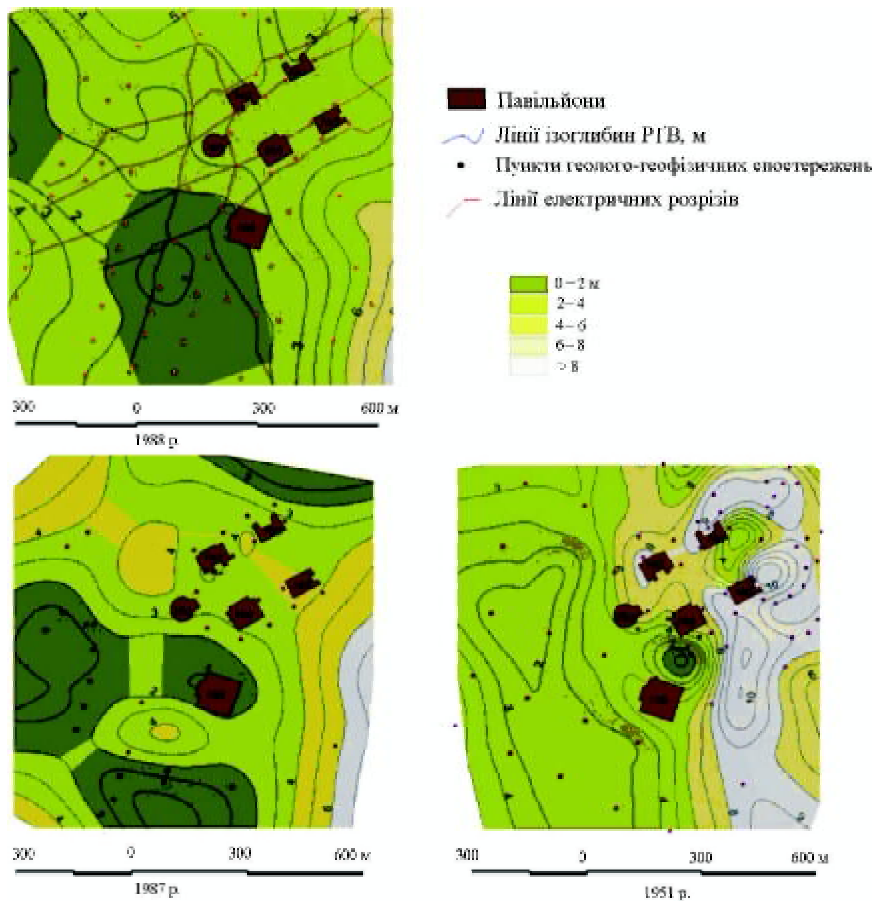 Павільйони
Лінії ізоглибин РГВ, м
Пункти геолого-геофізичних спостережень
Лінії електричних розрізів
0–2 м
2–4
4–6
6–8
>8
300 0 300 600 м
1988 р.
300 0 300 600 м
1987 р.
300 0 300 600 м
1951 р.